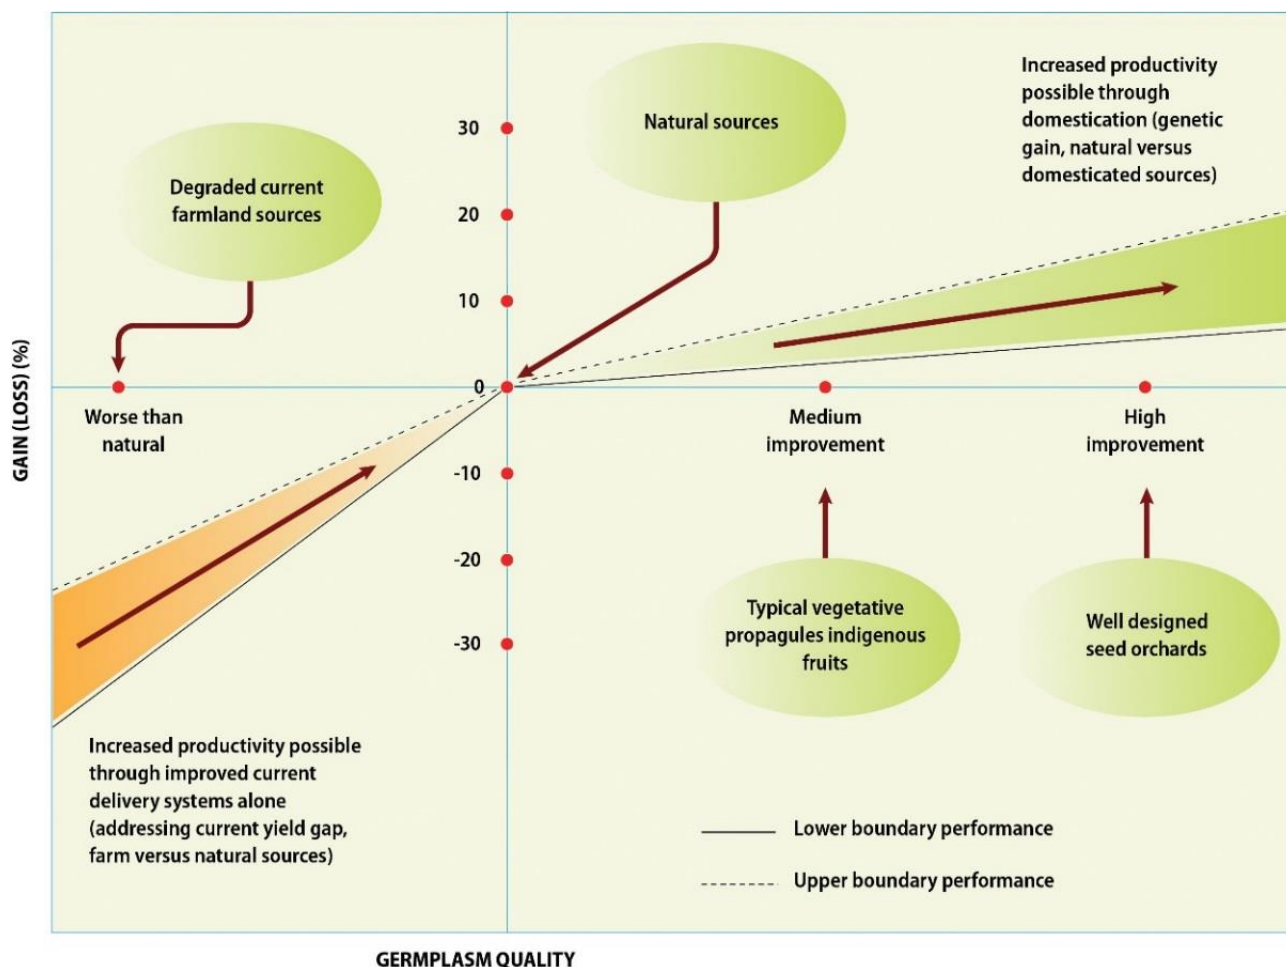 Increased productivity
possible through
domestication (genetic
gain, natural versus
domesticated sources)
Natural sources
Degraded current
farmland sources
30
20
10
0
-10
-20
-30
GAIN (LOSS) (%)
Worse than
natural
Medium
improvement
High
improvement
Typical vegetative
propagules indigenous
fruits
Well designed
seed orchards
Increased productivity possible
through improved current
delivery systems alone
(addressing current yield gap,
farm versus natural sources)
Lower boundary performance
Upper boundary performance
GERMPLASM QUALITY